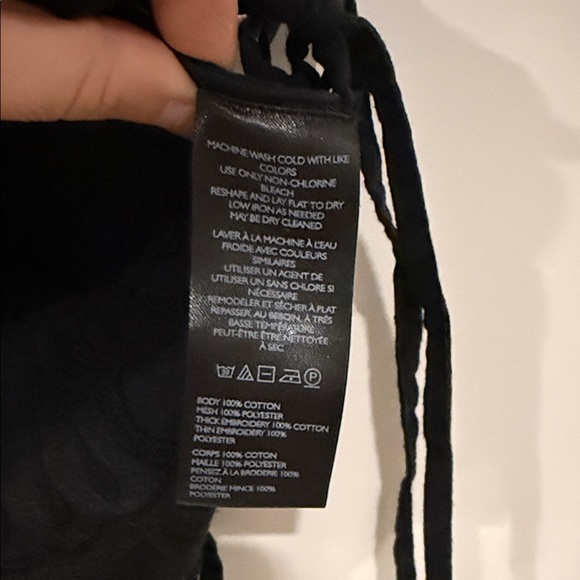 MACHINE WASH COLD WITH LIKE
COLORS
USE ONLY NON-CHLORINE
BLEACH
RESHAPE AND LAY FLAT TO DRY
LOW IRON AS NEEDED
MAY BE DRY CLEANED
LAVER À LA MACHINE À L'EAU
FROIDE AVEC COULEURS
SIMILAIRES
UTILISER UN AGENT DE
UTILISER UN SANS CHLORE SI
NÉCESSAIRE
REMODELER ET SÉCHER À PLAT
REPASSER, AU BESOIN, À TRÈS
BASSE TEMPÉRATURE
PEUT-ÊTRE ÊTRE NETTOYÉE
À SEC
30 P
BODY 100% COTTON
MESH 100% POLYESTER
THICK EMBROIDERY 100% COTTON
THIN EMBROIDERY 100%
POLYESTER
CORPS 100% COTON
MAILLE 100% POLYESTER
PENSEZ À LA BRODERIE 100%
COTON
BRODERIE MINCE 100%
POLYESTER